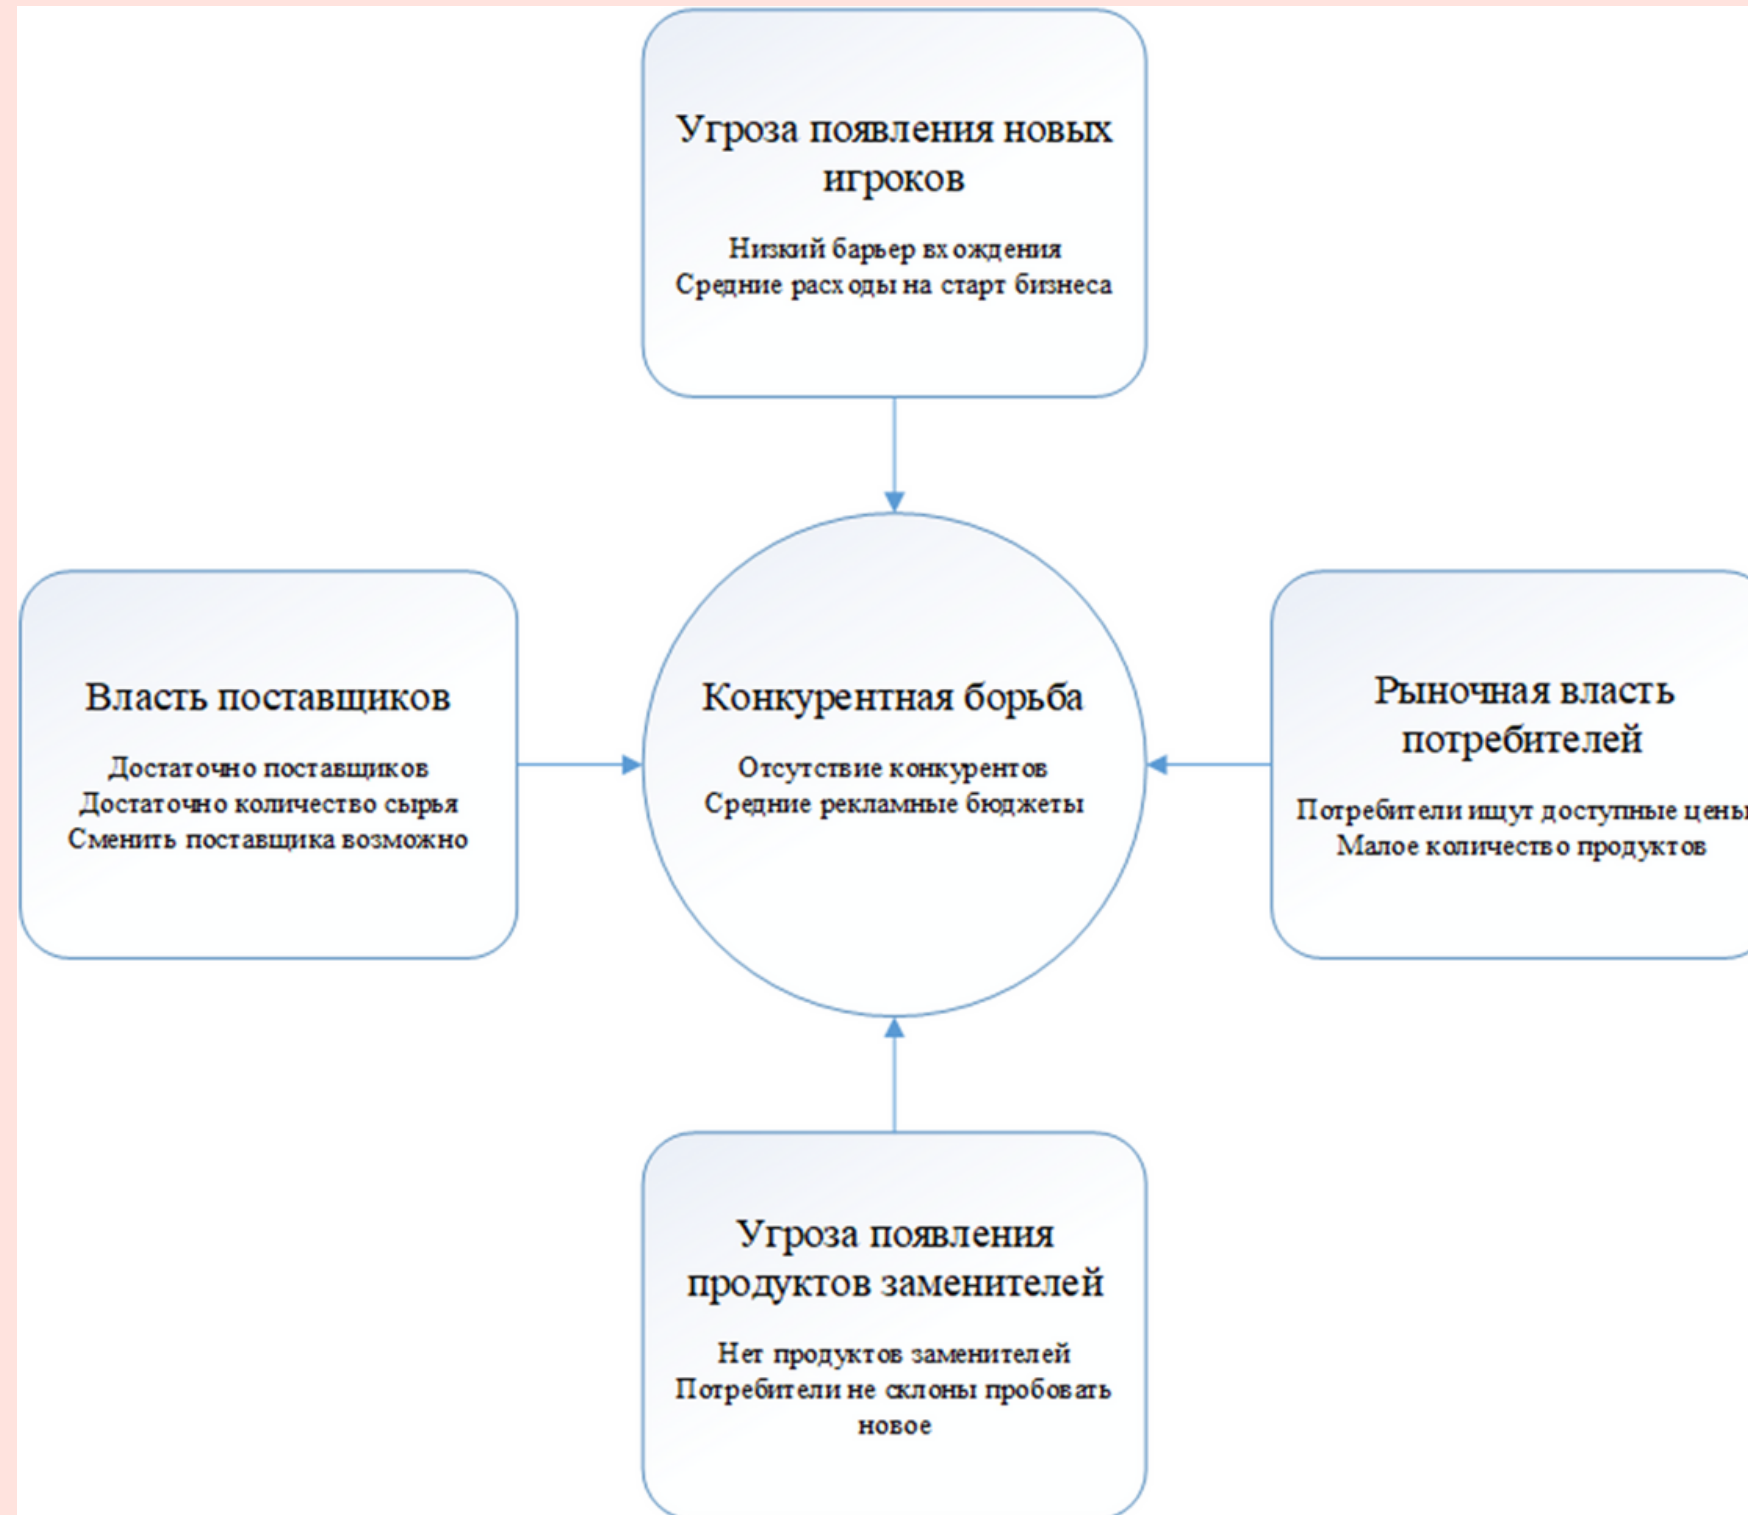 Угроза появления новых
игроков
Низкий барьер вхождения
Средние расходы на старт бизнеса
Власть поставщиков
Достаточно поставщиков
Достаточно количество сырья
Сменить поставщика возможно
Конкурентная борьба
Отсутствие конкурентов
Средние рекламные бюджеты
Рыночная власть
потребителей
Потребители ищут доступные цены
Малое количество продуктов
Угроза появления
продуктов заменителей
Нет продуктов заменителей
Потребители не склоны пробовать
новое